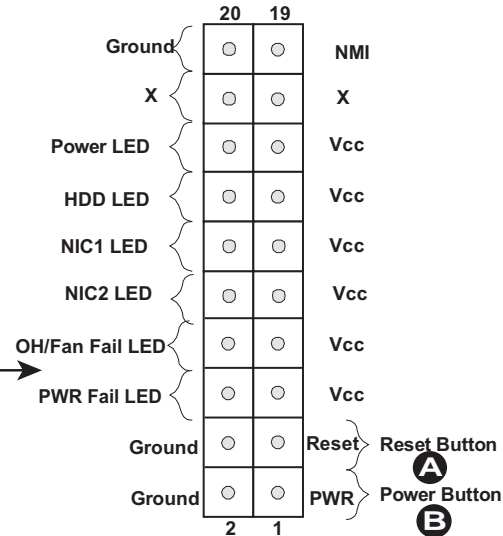 20 19
Ground NMI
X X
Power LED Vcc
HDD LED Vcc
NIC1 LED Vcc
NIC2 LED Vcc
OH/Fan Fail LED Vcc
PWR Fail LED Vcc
Ground Reset Reset Button
A
Ground PWR Power Button
B
2 1